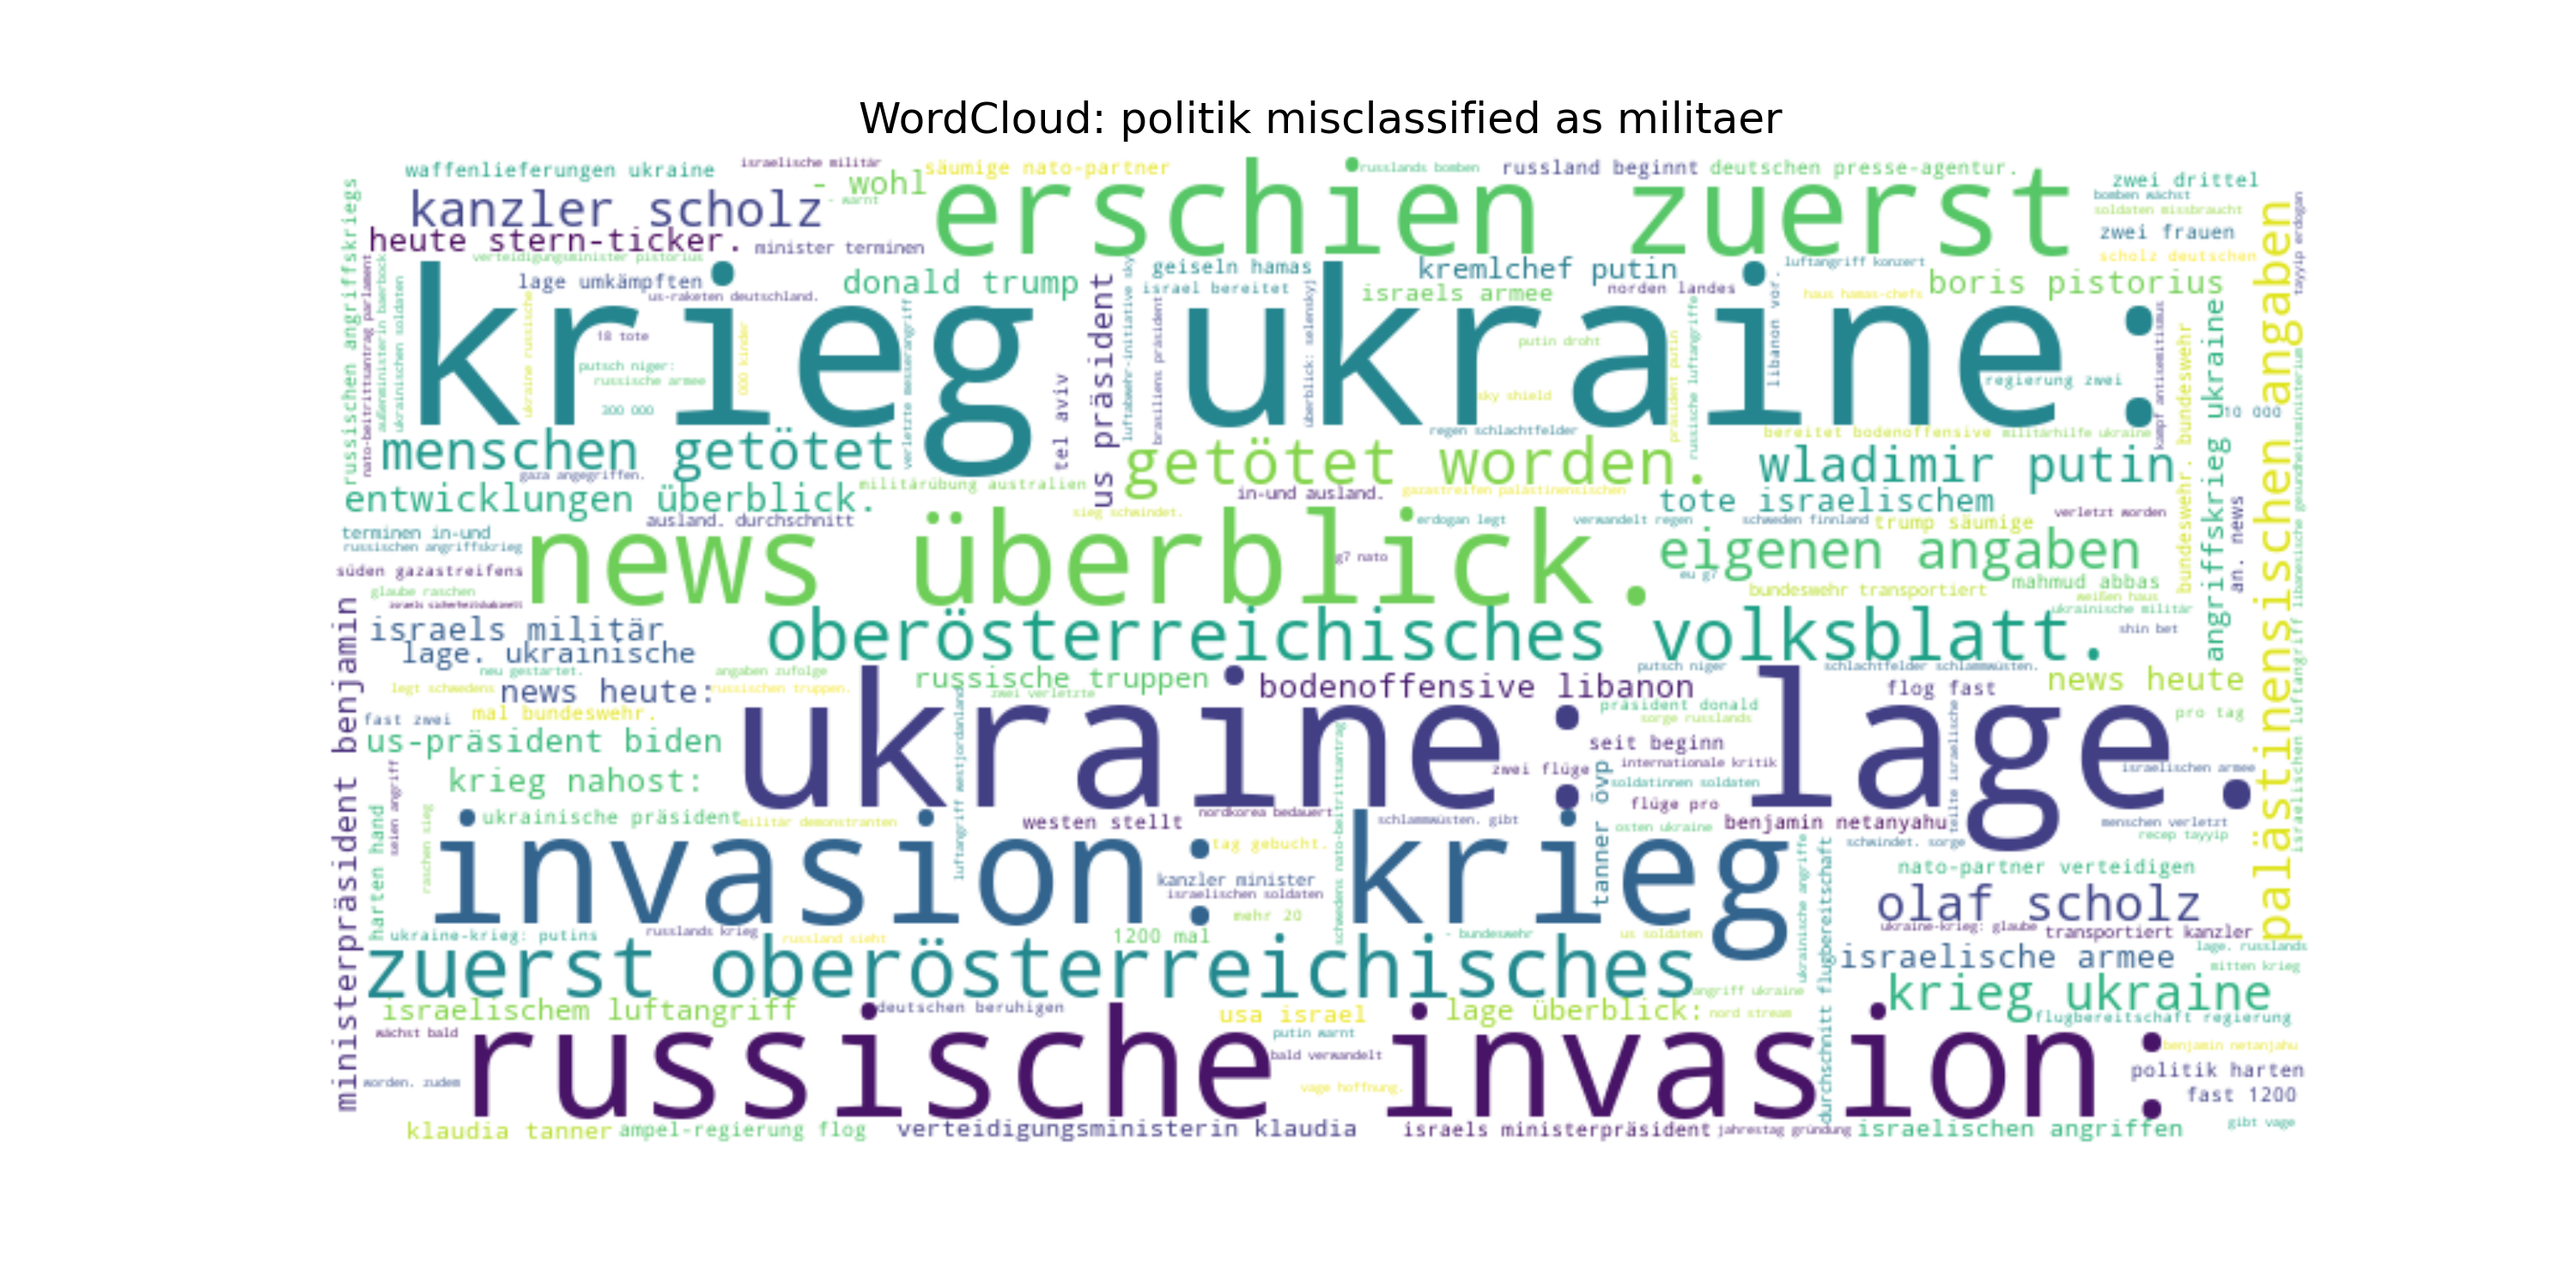 WordCloud: politik misclassified as militaer
waffenlieferungen ukraine
israelische militär
säumige nato-partner
russlands bomben
russland beginnt
deutschen presse-agentur.
zwei drittel
bomben wächst
soldaten missbraucht
kanzler scholz
- wohl
- warnt
erschien zuerst
zwei frauen
scholz deutschen
heute stern-ticker.
minister terminen
verteidigungsminister pistorius
lage umkämpften
us-raketen deutschland.
donald trump
geiseln hamas
israel bereitet
kremlchef putin
israels armee
norden landes
luftangriff konzert
haus hamas-chefs
boris pistorius
krieg ukraine:
18 tote
putsch niger:
russische armee
300 000
000 kinder
ukraine russische
verletzte messerangriff
tel aviv
us präsident
luftabwehr-initiative sky
brasiliens präsident
überblick: selenskyj
putin droht
sky shield
präsident putin
russische luftangriffe
libanon vor.
regierung zwei
kampf antisemitismus
10 000
russischen angriffskriegs
nato-beitrittsantrag parlament
außenministerin baerbock
ukrainischen soldaten
tayyip erdogan
regen schlachtfelder
bereitet bodenoffensive
militärhilfe ukraine
menschen getötet
gaza angegriffen.
getötet worden.
wladimir putin
militärübung australien
in-und ausland.
gazastreifen palästinensischen
entwicklungen überblick.
tote israelischem
ausland. durchschnitt
sieg schwindet.
erdogan legt
verwandelt regen
schweden finnland
trump säumige
verletzt worden
terminen in-und
russischen angriffskrieg
süden gazastreifens
glaube raschen
israels sicherheitskabinett
news überblick.
g7 nato
eu g7
eigenen angaben
bundeswehr transportiert
mahmud abbas
weißen haus
ukrainische militär
shin bet
bundeswehr. bundeswehr
angriffskrieg ukraine
an. news
palästinensischen angaben
libanesische gesundheitsministerium
israelischen luftangriff
israels militär
lage. ukrainische
oberösterreichisches volksblatt.
neu gestartet.
angaben zufolge
legt schwedens
news heute:
russischen truppen.
russische truppen
zwei verletzte
bodenoffensive libanon
putsch niger
schlachtfelder schlammwüsten.
flog fast
news heute
fast zwei
mal bundeswehr.
präsident donald
sorge russlands
pro tag
ministerpräsident benjamin
us-präsident biden
krieg nahost:
ukraine: lage.
luftangriff westjordanland
schwedens nato-beitrittsantrag
zwei flüge
seit beginn
internationale kritik
soldatinnen soldaten
flüge pro
tanner övp
teilte israelische
israelischen armee
seien angriff
raschen sieg
harten hand
ukrainische präsident
militär demonstranten
westen stellt
nordkorea bedauert
schlammwüsten. gibt
osten ukraine
benjamin netanyahu
menschen verletzt
recep tayyip
schwindet. sorge
invasion: krieg
tag gebucht.
kanzler minister
israelischen soldaten
mehr 20
nato-partner verteidigen
olaf scholz
ukraine-krieg: glaube
transportiert kanzler
ukrainische angriffe
durchschnitt flugbereitschaft
ukraine-krieg: putins
russlands krieg
russland sieht
1200 mal
- bundeswehr
us soldaten
lage. russlands
israelische armee
mitten krieg
zuerst oberösterreichisches
angriff ukraine
krieg ukraine
israelischem luftangriff
deutschen beruhigen
usa israel
lage überblick:
nord stream
flugbereitschaft regierung
wächst bald
putin warnt
bald verwandelt
benjamin netanjahu
russische invasion:
worden. zudem
vage hoffnung.
politik harten
fast 1200
klaudia tanner
ampel-regierung flog
verteidigungsministerin klaudia
israels ministerpräsident
jahrestag gründung
israelischen angriffen
gibt vage